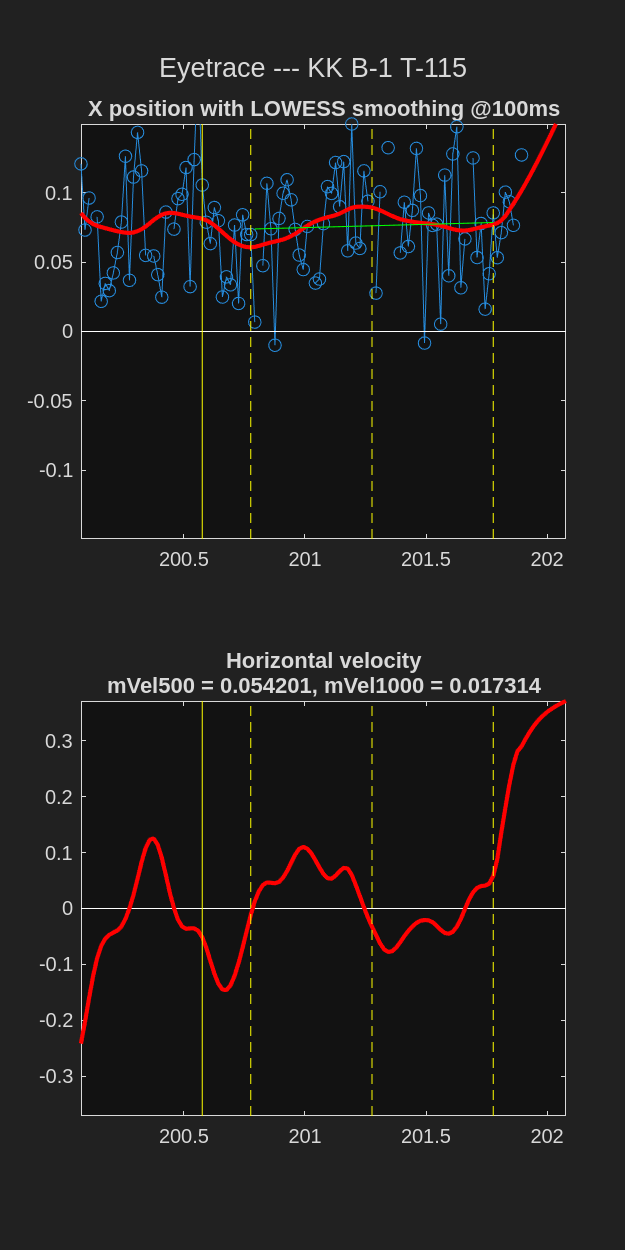 Eyetrace --- KK B-1 T-115
X position with LOWESS smoothing @100ms
0.1
0.05
0
-0.05
-0.1
200.5 201 201.5 202
Horizontal velocity
mVel500 = 0.054201, mVel1000 = 0.017314
0.3
0.2
0.1
0
-0.1
-0.2
-0.3
200.5 201 201.5 202